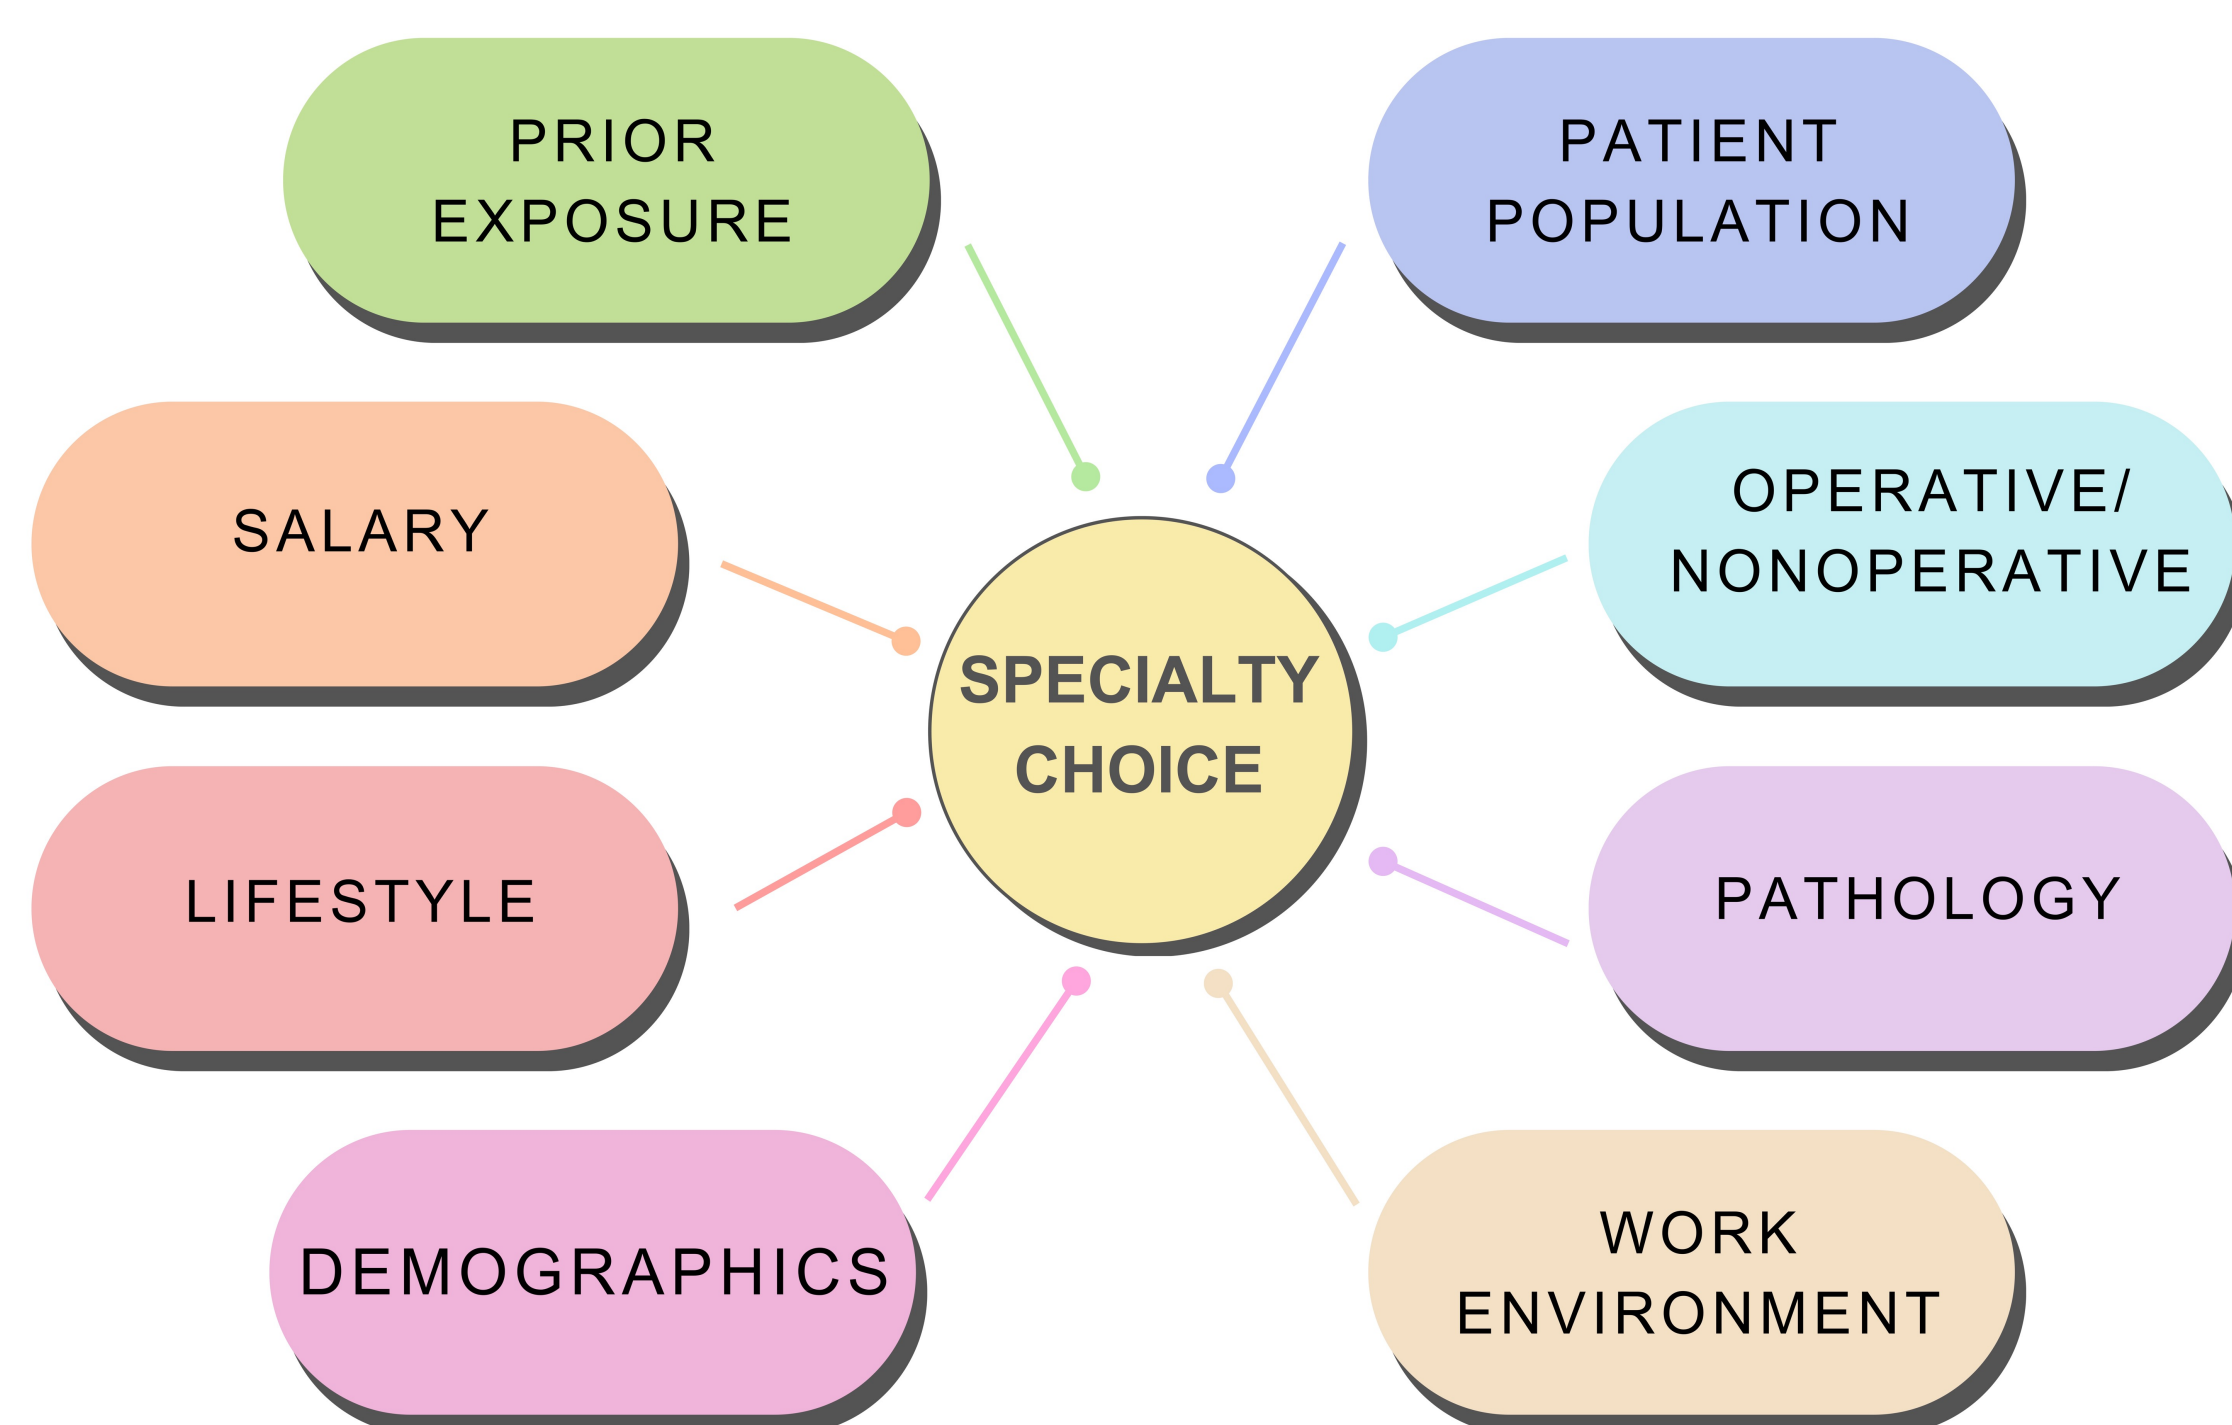 PRIOR
EXPOSURE
PATIENT
POPULATION
SALARY
OPERATIVE/
NONOPERATIVE
SPECIALTY
CHOICE
LIFESTYLE
PATHOLOGY
DEMOGRAPHICS
WORK
ENVIRONMENT